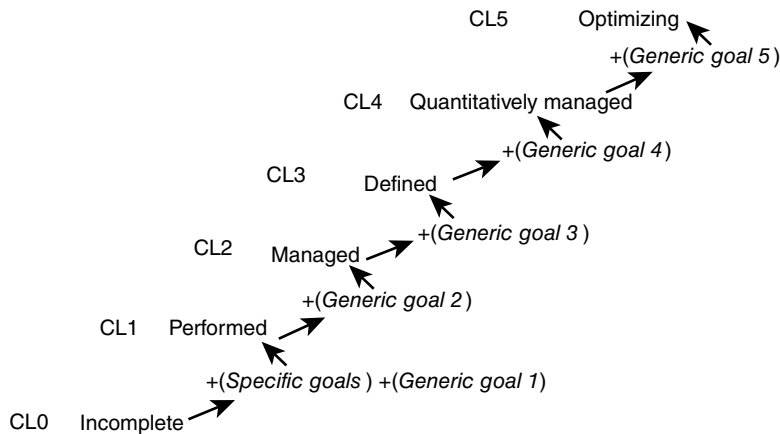 CL5 Optimizing
+(Generic goal 5)
CL4 Quantitatively managed
+(Generic goal 4)
CL3 Defined
+(Generic goal 3)
CL2 Managed
+(Generic goal 2)
CL1 Performed
+(Specific goals) +(Generic goal 1)
CL0 Incomplete